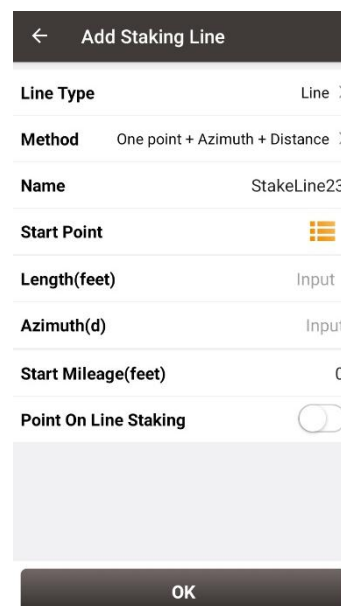 Add Staking Line
Line Type Line
Method One point + Azimuth + Distance
Name StakeLine23
Start Point
Length(feet) Input
Azimuth(d) Input
Start Mileage(feet) 0
Point On Line Staking
OK